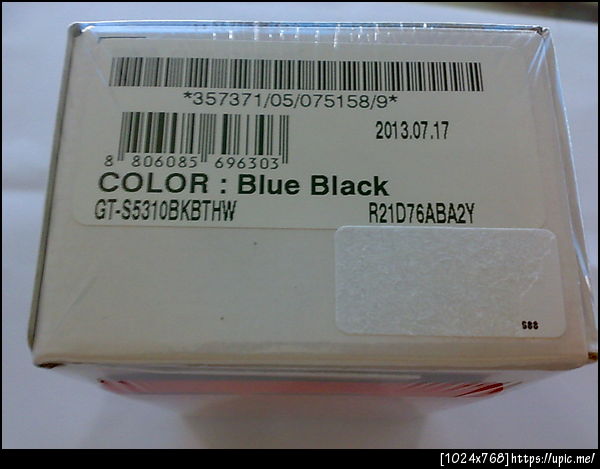 *357371/05/075158/9*
2013.07.17
8 806085 696303
COLOR : Blue Black
GT-S5310BKBTHW R21D76ABA2Y
588
[1024x768]https://upic.me/